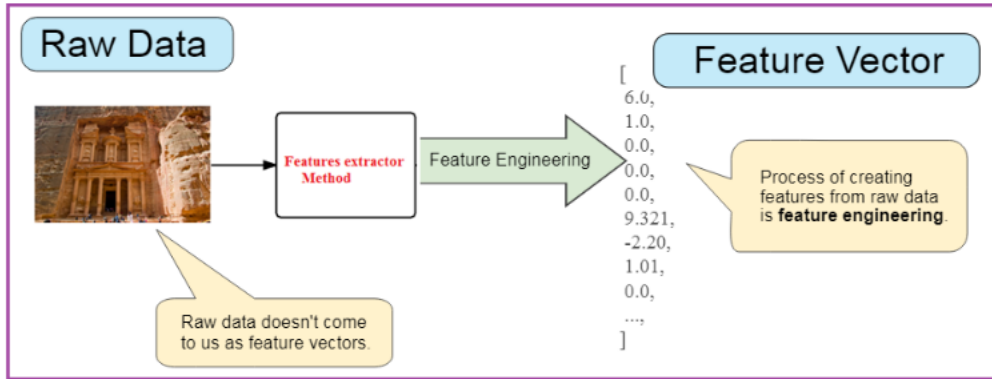 Raw Data
Feature Vector
Features extractor
Method
Feature Engineering
[
6.0,
1.0,
0.0,
0.0,
0.0,
9.321,
-2.20,
1.01,
0.0,
...,
]
Process of creating
features from raw data
is feature engineering.
Raw data doesn't come
to us as feature vectors.